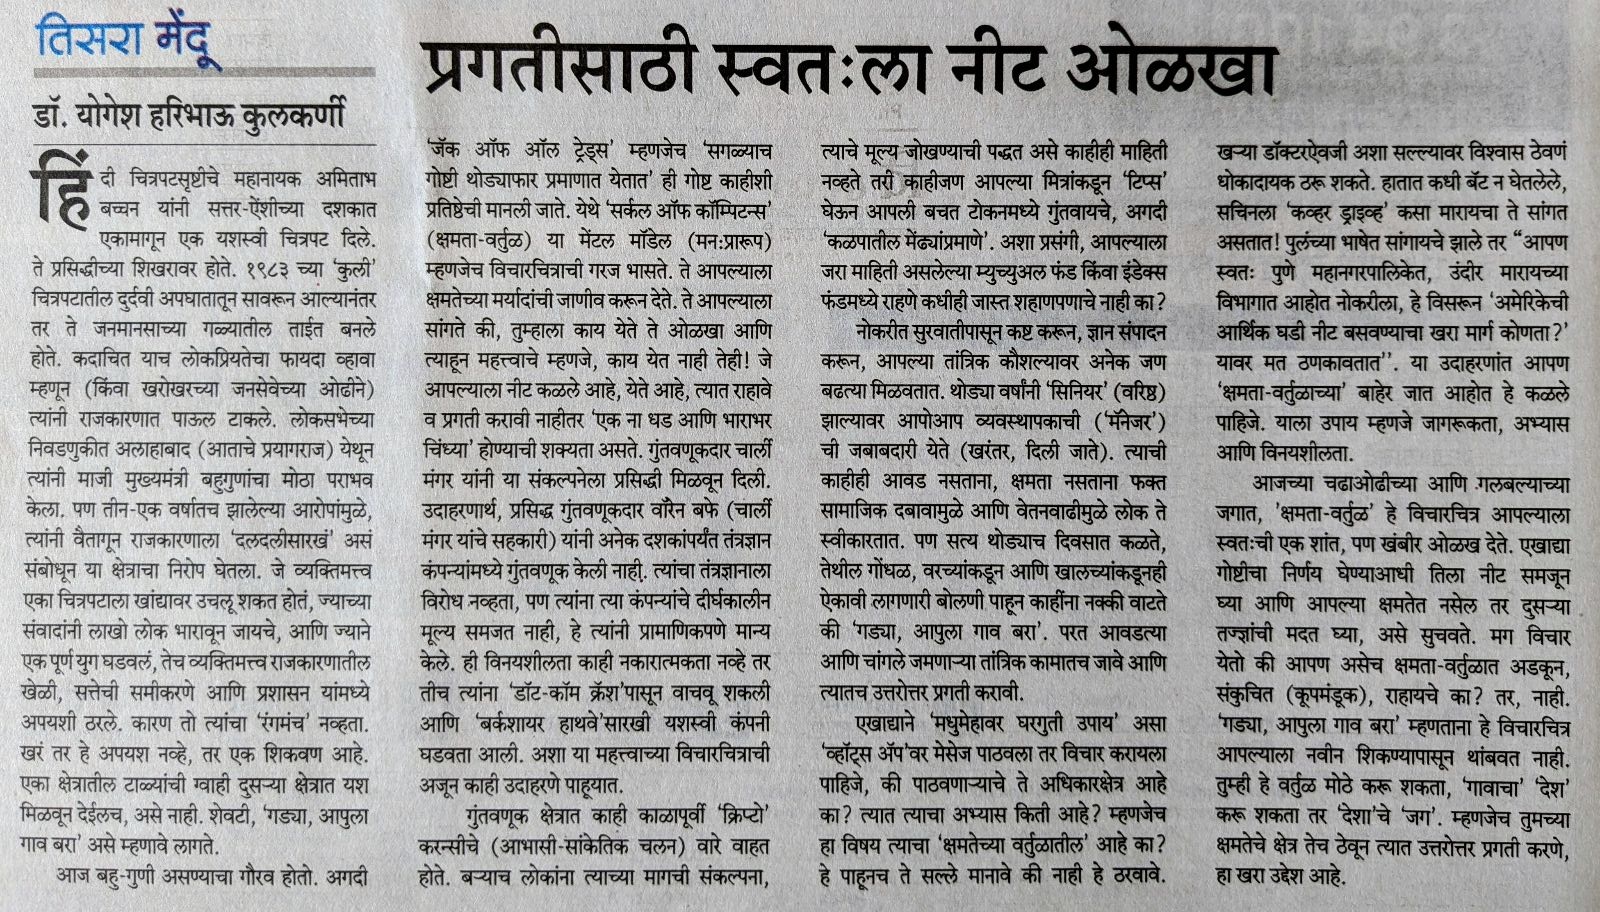 तिसरा मेंदू
प्रगतीसाठी स्वतःला नीट ओळखा
डॉ. योगेश हरिभाऊ कुलकर्णी
हिंदी चित्रपटसृष्टीचे महानायक अमिताभ
बच्चन यांनी सत्तर-ऐंशीच्या दशकात
एकामागून एक यशस्वी चित्रपट दिले.
ते प्रसिद्धीच्या शिखरावर होते. १९८३ च्या ‘कुली’
चित्रपटातील दुर्दवी अपघातातून सावरून आल्यानंतर
तर ते जनमानसाच्या गळ्यातील ताईत बनले
होते. कदाचित याच लोकप्रियतेचा फायदा व्हावा
म्हणून (किंवा खरोखरच्या जनसेवेच्या ओढीने)
त्यांनी राजकारणात पाऊल टाकले. लोकसभेच्या
निवडणुकीत अलाहाबाद (आताचे प्रयागराज) येथून
त्यांनी माजी मुख्यमंत्री बहुगुणांचा मोठा पराभव
केला. पण तीन-एक वर्षातच झालेल्या आरोपांमुळे,
त्यांनी वैतागून राजकारणाला ‘दलदलीसारखं’ असं
संबोधून या क्षेत्राचा निरोप घेतला. जे व्यक्तिमत्त्व
एका चित्रपटाला खांद्यावर उचलू शकत होतं, ज्याच्या
संवादांनी लाखो लोक भारावून जायचे, आणि ज्याने
एक पूर्ण युग घडवलं, तेच व्यक्तिमत्त्व राजकारणातील
खेळी, सत्तेची समीकरणे आणि प्रशासन यांमध्ये
अपयशी ठरले. कारण तो त्यांचा ‘रंगमंच’ नव्हता.
खरं तर हे अपयश नव्हे, तर एक शिकवण आहे.
एका क्षेत्रातील टाळ्यांची ग्वाही दुसऱ्या क्षेत्रात यश
मिळवून देईलच, असे नाही. शेवटी, ‘गड्या, आपुला
गाव बरा’ असे म्हणावे लागते.
आज बहु-गुणी असण्याचा गौरव होतो. अगदी
‘जॅक ऑफ ऑल ट्रेड्स’ म्हणजेच ‘सगळ्याच
गोष्टी थोड्याफार प्रमाणात येतात’ ही गोष्ट काहीशी
प्रतिष्ठेची मानली जाते. येथे ‘सर्कल ऑफ कॉम्पिटन्स’
(क्षमता-वर्तुळ) या मेंटल मॉडेल (मनःप्रारूप)
म्हणजेच विचारचित्राची गरज भासते. ते आपल्याला
क्षमतेच्या मर्यादांची जाणीव करून देते. ते आपल्याला
सांगते की, तुम्हाला काय येते ते ओळखा आणि
त्याहून महत्त्वाचे म्हणजे, काय येत नाही तेही! जे
आपल्याला नीट कळले आहे, येते आहे, त्यात राहावे
व प्रगती करावी नाहीतर ‘एक ना धड आणि भाराभर
चिंध्या’ होण्याची शक्यता असते. गुंतवणूकदार चार्ली
मंगर यांनी या संकल्पनेला प्रसिद्धी मिळवून दिली.
उदाहरणार्थ, प्रसिद्ध गुंतवणूकदार वॉरेन बफे (चार्ली
मंगर यांचे सहकारी) यांनी अनेक दशकांपर्यंत तंत्रज्ञान
कंपन्यांमध्ये गुंतवणूक केली नाही. त्यांचा तंत्रज्ञानाला
विरोध नव्हता, पण त्यांना त्या कंपन्यांचे दीर्घकालीन
मूल्य समजत नाही, हे त्यांनी प्रामाणिकपणे मान्य
केले. ही विनयशीलता काही नकारात्मकता नव्हे तर
तीच त्यांना ‘डॉट-कॉम क्रॅश’पासून वाचवू शकली
आणि ‘बर्कशायर हाथवे’सारखी यशस्वी कंपनी
घडवता आली. अशा या महत्त्वाच्या विचारचित्राची
अजून काही उदाहरणे पाहूयात.
गुंतवणूक क्षेत्रात काही काळापूर्वी ‘क्रिप्टो’
करन्सीचे (आभासी-सांकेतिक चलन) वारे वाहत
होते. बऱ्याच लोकांना त्याच्या मागची संकल्पना,
त्याचे मूल्य जोखण्याची पद्धत असे काहीही माहिती
नव्हते तरी काहीजण आपल्या मित्रांकडून ‘टिप्स’
घेऊन आपली बचत टोकनमध्ये गुंतवायचे, अगदी
‘कळपातील मेंढ्यांप्रमाणे’. अशा प्रसंगी, आपल्याला
जरा माहिती असलेल्या म्युच्युअल फंड किंवा इंडेक्स
फंडमध्ये राहणे कधीही जास्त शहाणपणाचे नाही का?
नोकरीत सुरवातीपासून कष्ट करून, ज्ञान संपादन
करून, आपल्या तांत्रिक कौशल्यावर अनेक जण
बढत्या मिळवतात. थोड्या वर्षांनी ‘सिनियर’ (वरिष्ठ)
झाल्यावर आपोआप व्यवस्थापकाची (‘मॅनेजर’)
ची जबाबदारी येते (खरंतर, दिली जाते). त्याची
काहीही आवड नसताना, क्षमता नसताना फक्त
सामाजिक दबावामुळे आणि वेतनवाढीमुळे लोक ते
स्वीकारतात. पण सत्य थोड्याच दिवसात कळते,
तेथील गोंधळ, वरच्यांकडून आणि खालच्यांकडूनही
ऐकावी लागणारी बोलणी पाहून काहींना नक्की वाटते
की ‘गड्या, आपुला गाव बरा’. परत आवडत्या
आणि चांगले जमणाऱ्या तांत्रिक कामातच जावे आणि
त्यातच उत्तरोत्तर प्रगती करावी.
एखाद्याने ‘मधुमेहावर घरगुती उपाय’ असा
‘व्हॉट्स ॲप’वर मेसेज पाठवला तर विचार करायला
पाहिजे, की पाठवणाऱ्याचे ते अधिकारक्षेत्र आहे
का? त्यात त्याचा अभ्यास किती आहे? म्हणजेच
हा विषय त्याचा ‘क्षमतेच्या वर्तुळातील’ आहे का?
हे पाहूनच ते सल्ले मानावे की नाही हे ठरवावे.
खऱ्या डॉक्टरऐवजी अशा सल्ल्यावर विश्वास ठेवणं
धोकादायक ठरू शकते. हातात कधी बॅट न घेतलेले,
सचिनला ‘कव्हर ड्राइव्ह’ कसा मारायचा ते सांगत
असतात! पुलंच्या भाषेत सांगायचे झाले तर “आपण
स्वतः पुणे महानगरपालिकेत, उंदीर मारायच्या
विभागात आहोत नोकरीला, हे विसरून ‘अमेरिकेची
आर्थिक घडी नीट बसवण्याचा खरा मार्ग कोणता?’
यावर मत ठणकावतात’’. या उदाहरणांत आपण
‘क्षमता-वर्तुळाच्या’ बाहेर जात आहोत हे कळले
पाहिजे. याला उपाय म्हणजे जागरूकता, अभ्यास
आणि विनयशीलता.
आजच्या चढाओढीच्या आणि गलबल्याच्या
जगात, ’क्षमता-वर्तुळ’ हे विचारचित्र आपल्याला
स्वतःची एक शांत, पण खंबीर ओळख देते. एखाद्या
गोष्टीचा निर्णय घेण्याआधी तिला नीट समजून
घ्या आणि आपल्या क्षमतेत नसेल तर दुसऱ्या
तज्ज्ञांची मदत घ्या, असे सुचवते. मग विचार
येतो की आपण असेच क्षमता-वर्तुळात अडकून,
संकुचित (कूपमंडूक), राहायचे का? तर, नाही.
‘गड्या, आपुला गाव बरा’ म्हणताना हे विचारचित्र
आपल्याला नवीन शिकण्यापासून थांबवत नाही.
तुम्ही हे वर्तुळ मोठे करू शकता, ‘गावाचा’ ‘देश’
करू शकता तर ‘देशा’चे ‘जग’. म्हणजेच तुमच्या
क्षमतेचे क्षेत्र तेच ठेवून त्यात उत्तरोत्तर प्रगती करणे,
हा खरा उद्देश आहे.